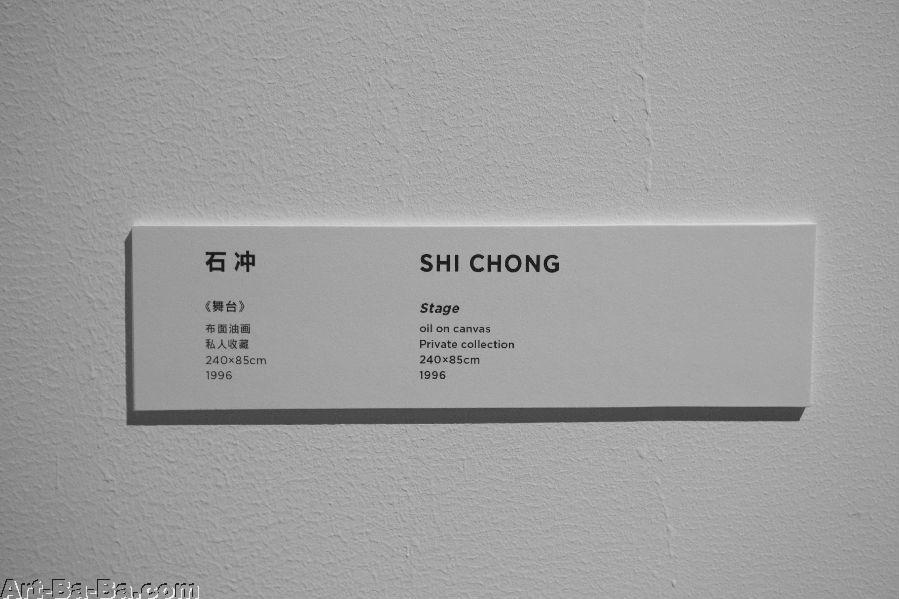 石冲
《舞台》
布面油画
私人收藏
240×85cm
1996
SHI CHONG
Stage
oil on canvas
Private collection
240×85cm
1996
Art-Ba-Ba.com